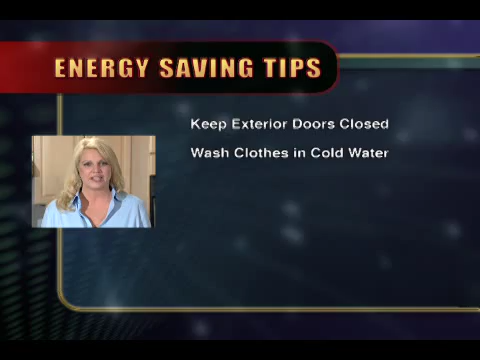 ENERGY SAVING TIPS
Keep Exterior Doors Closed
Wash Clothes in Cold Water